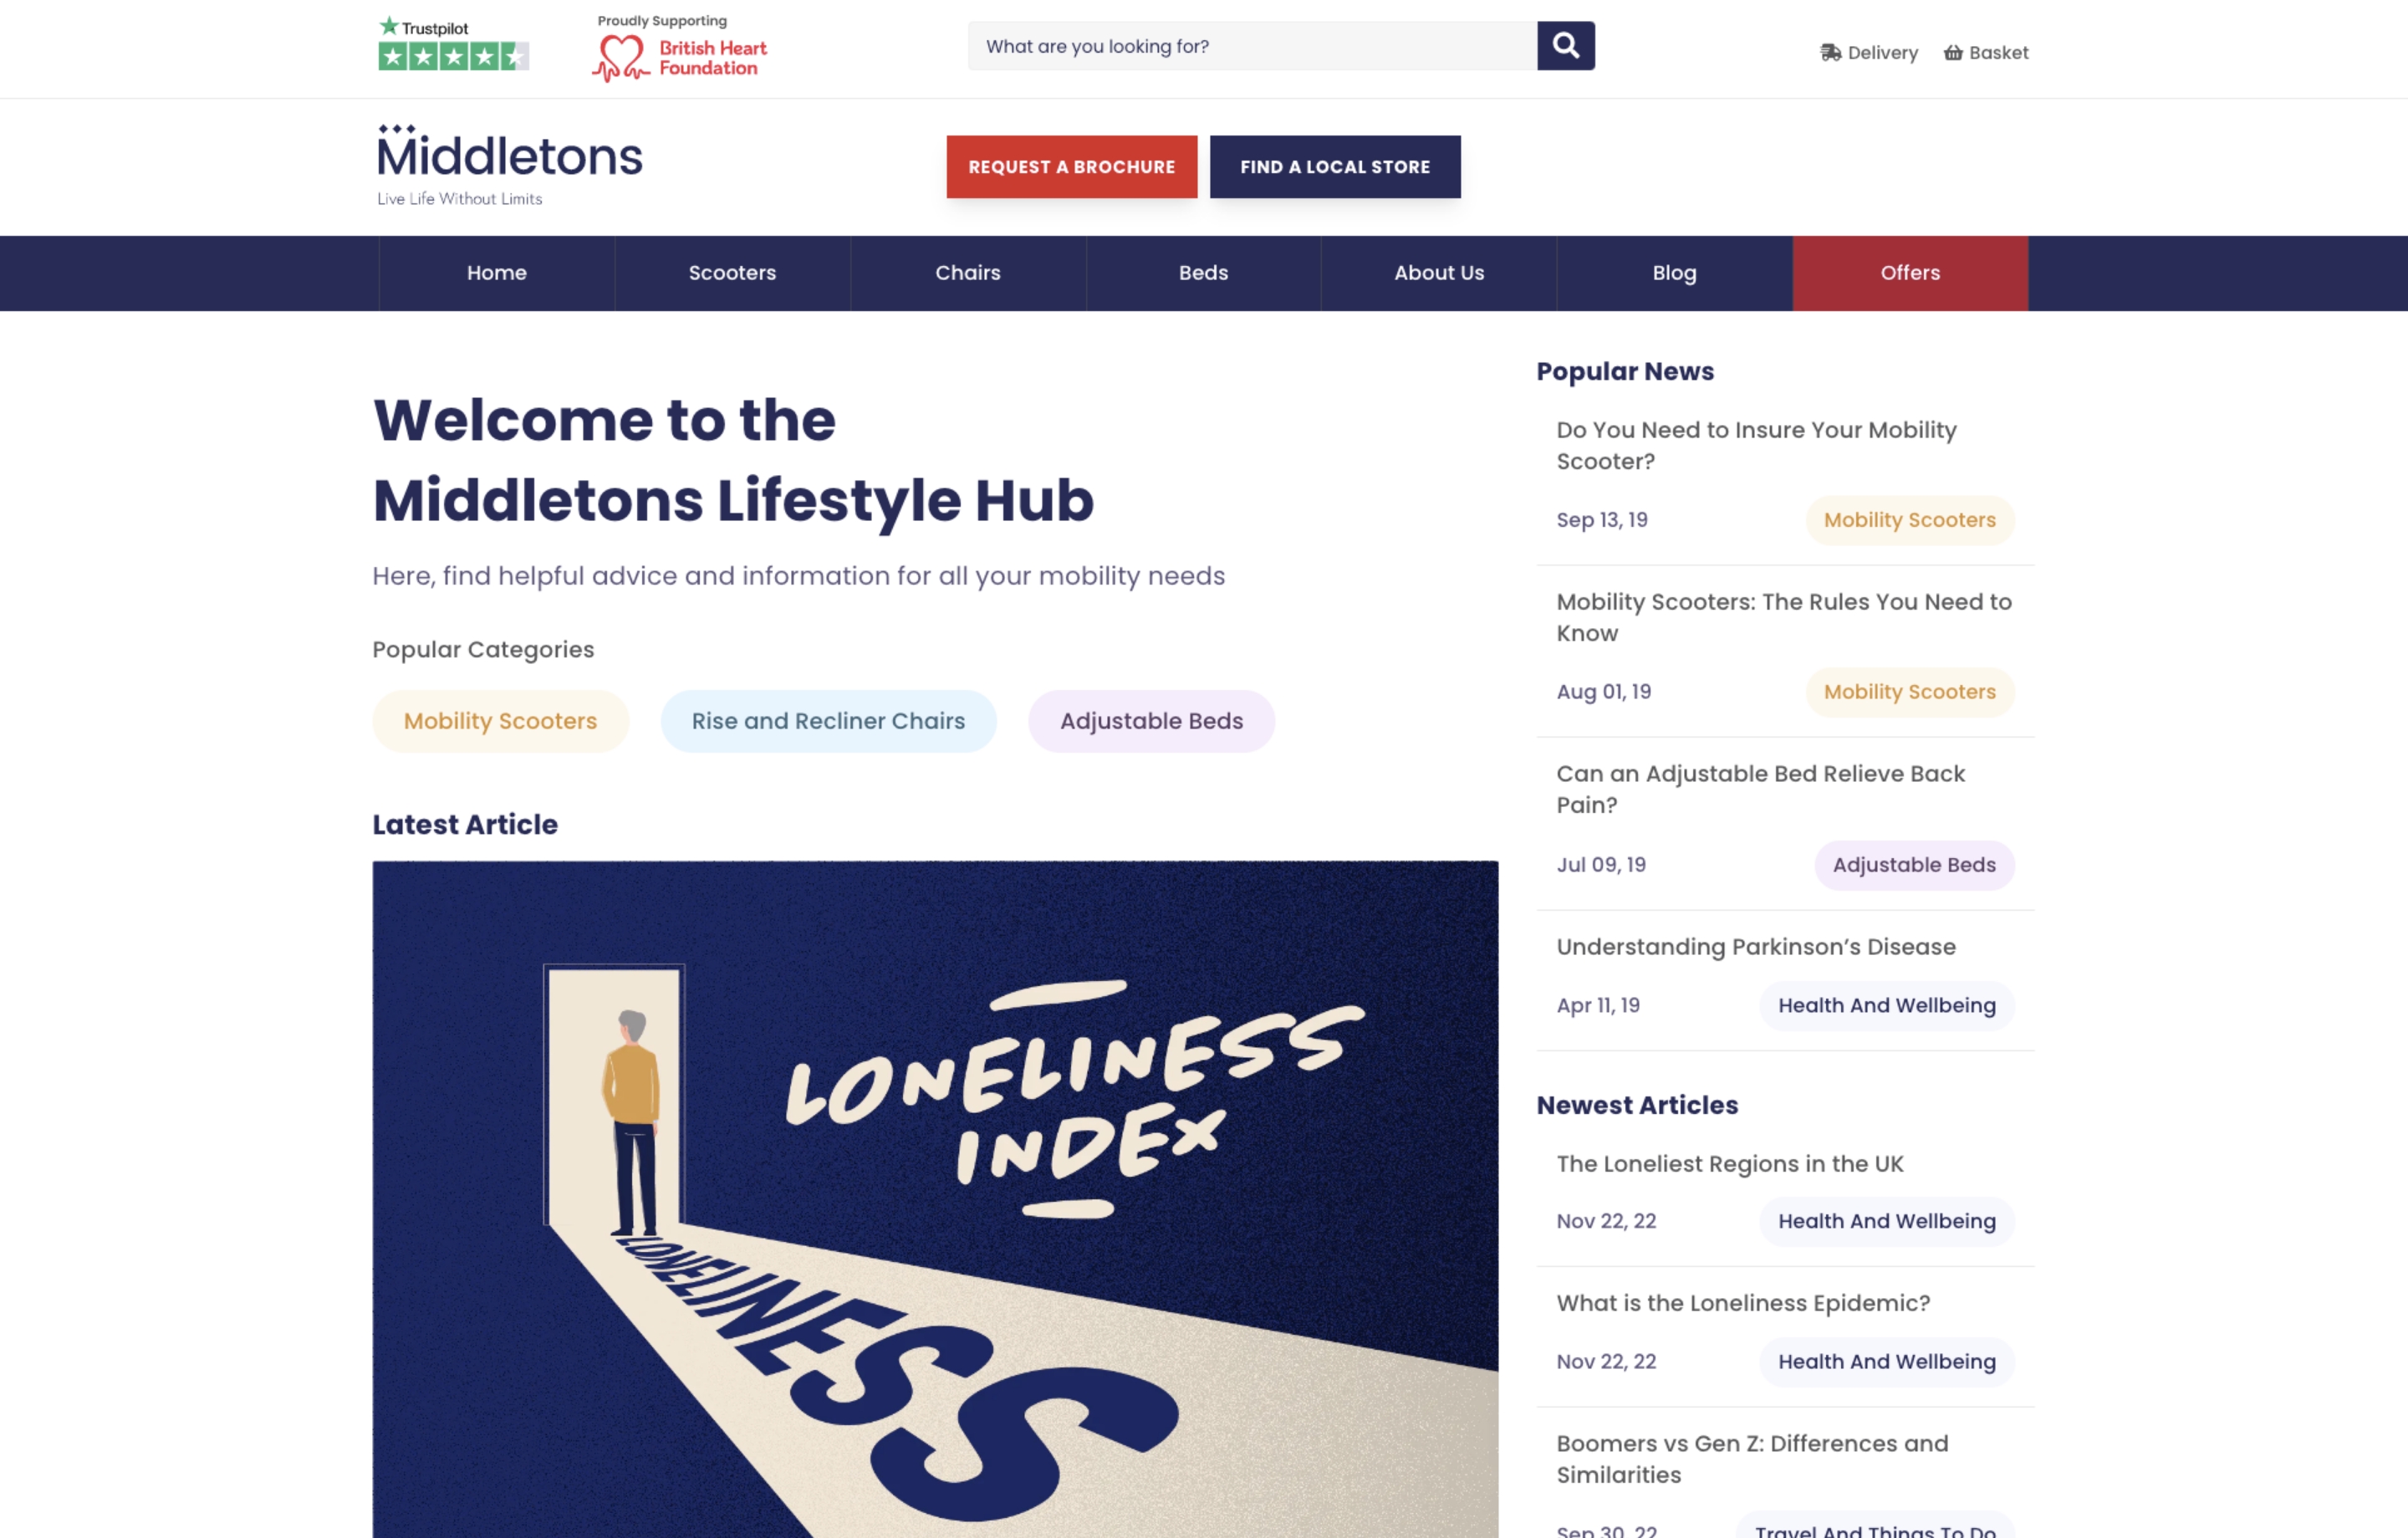 Trustpilot
Proudly Supporting
British Heart
Foundation
What are you looking for?
Delivery
Basket
Middletons
Live Life Without Limits
REQUEST A BROCHURE
FIND A LOCAL STORE
Home
Scooters
Chairs
Beds
About Us
Blog
Offers
Welcome to the
Middletons Lifestyle Hub
Here, find helpful advice and information for all your mobility needs
Popular Categories
Mobility Scooters
Rise and Recliner Chairs
Adjustable Beds
Latest Article
LONELINESS
INDEX
LONELINESS
Popular News
Do You Need to Insure Your Mobility
Scooter?
Sep 13, 19
Mobility Scooters
Mobility Scooters: The Rules You Need to
Know
Aug 01, 19
Mobility Scooters
Can an Adjustable Bed Relieve Back
Pain?
Jul 09, 19
Adjustable Beds
Understanding Parkinson’s Disease
Apr 11, 19
Health And Wellbeing
Newest Articles
The Loneliest Regions in the UK
Nov 22, 22
Health And Wellbeing
What is the Loneliness Epidemic?
Nov 22, 22
Health And Wellbeing
Boomers vs Gen Z: Differences and
Similarities
Sep 30, 22
Travel And Things To Do